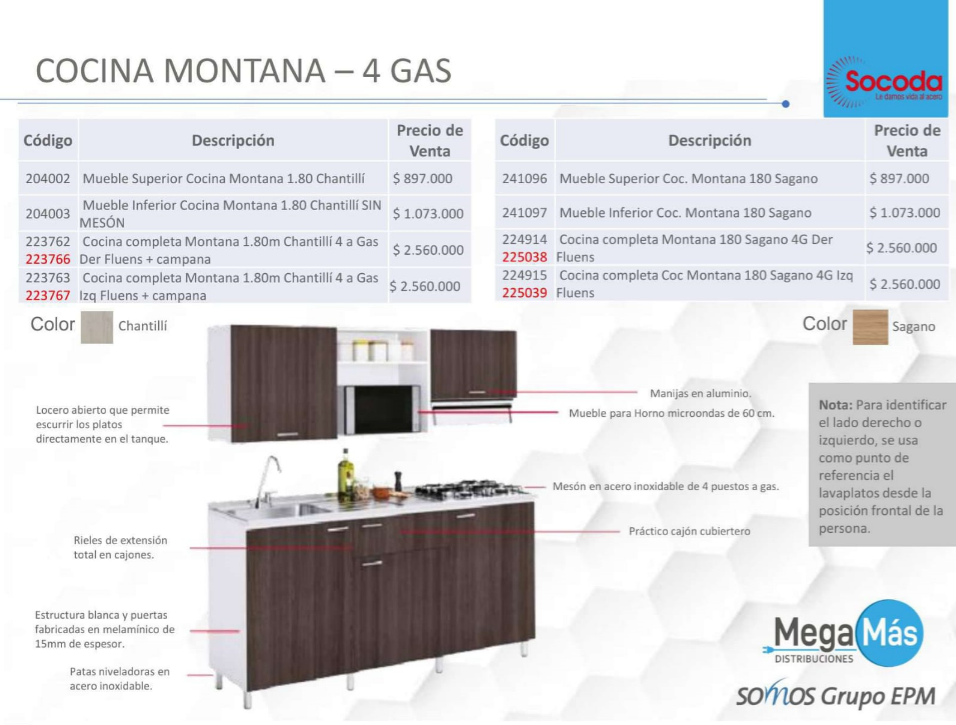 COCINA MONTANA – 4 GAS
Socoda
Le damos vida al acero
Código Descripción Precio de Venta
204002 Mueble Superior Cocina Montana 1.80 Chantillí $ 897.000
204003 Mueble Inferior Cocina Montana 1.80 Chantillí SIN MESÓN $ 1.073.000
223762 223766 Cocina completa Montana 1.80m Chantillí 4 a Gas Der Fluens + campana $ 2.560.000
223763 223767 Cocina completa Montana 1.80m Chantillí 4 a Gas Izq Fluens + campana $ 2.560.000
Código Descripción Precio de Venta
241096 Mueble Superior Coc. Montana 180 Sagano $ 897.000
241097 Mueble Inferior Coc. Montana 180 Sagano $ 1.073.000
224914 225038 Cocina completa Montana 180 Sagano 4G Der Fluens $ 2.560.000
224915 225039 Cocina completa Coc Montana 180 Sagano 4G Izq Fluens $ 2.560.000
Color Chantillí
Color Sagano
Locero abierto que permite
escurrir los platos
directamente en el tanque.
Manijas en aluminio.
Mueble para Horno microondas de 60 cm.
Nota: Para identificar
el lado derecho o
izquierdo, se usa
como punto de
referencia el
lavaplatos desde la
posición frontal de la
persona.
Mesón en acero inoxidable de 4 puestos a gas.
Práctico cajón cubiertero
Rieles de extensión
total en cajones.
Estructura blanca y puertas
fabricadas en melamínico de
15mm de espesor.
Patas niveladoras en
acero inoxidable.
MegaMás
DISTRIBUCIONES
SOMOS Grupo EPM